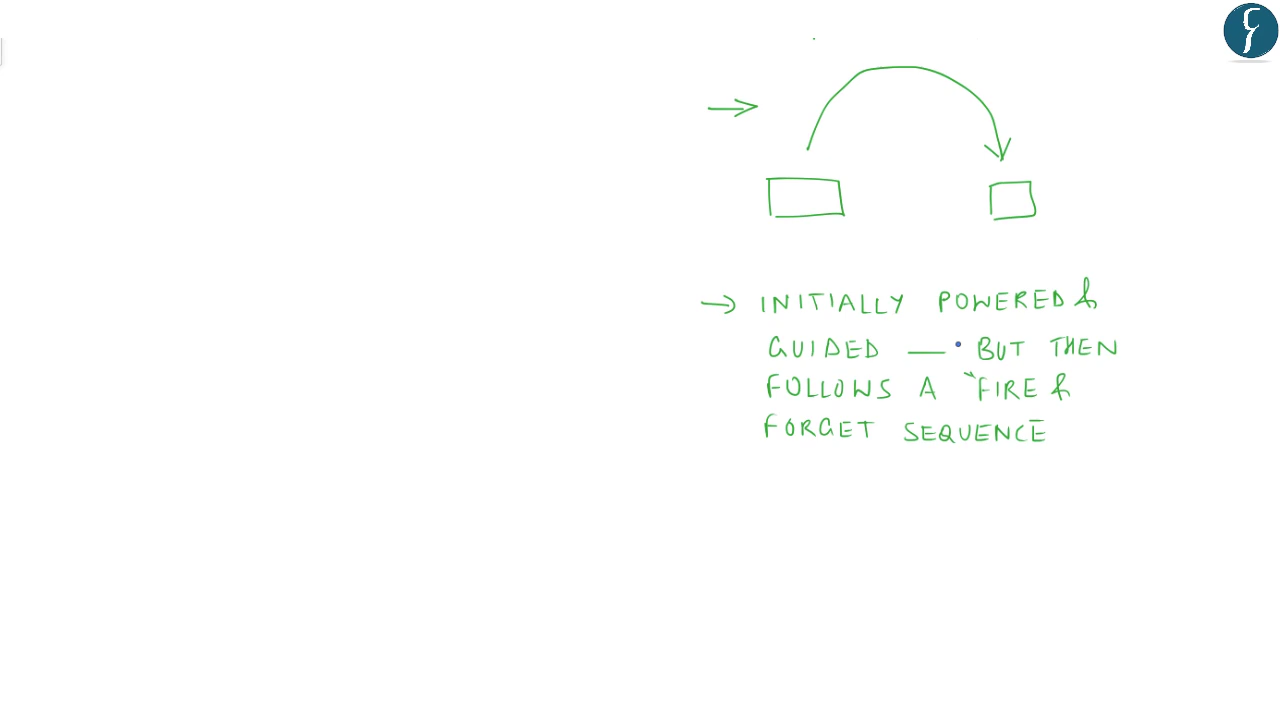 → INITIALLY POWERED &
GUIDED — BUT THEN
FOLLOWS A "FIRE &
FORGET SEQUENCE